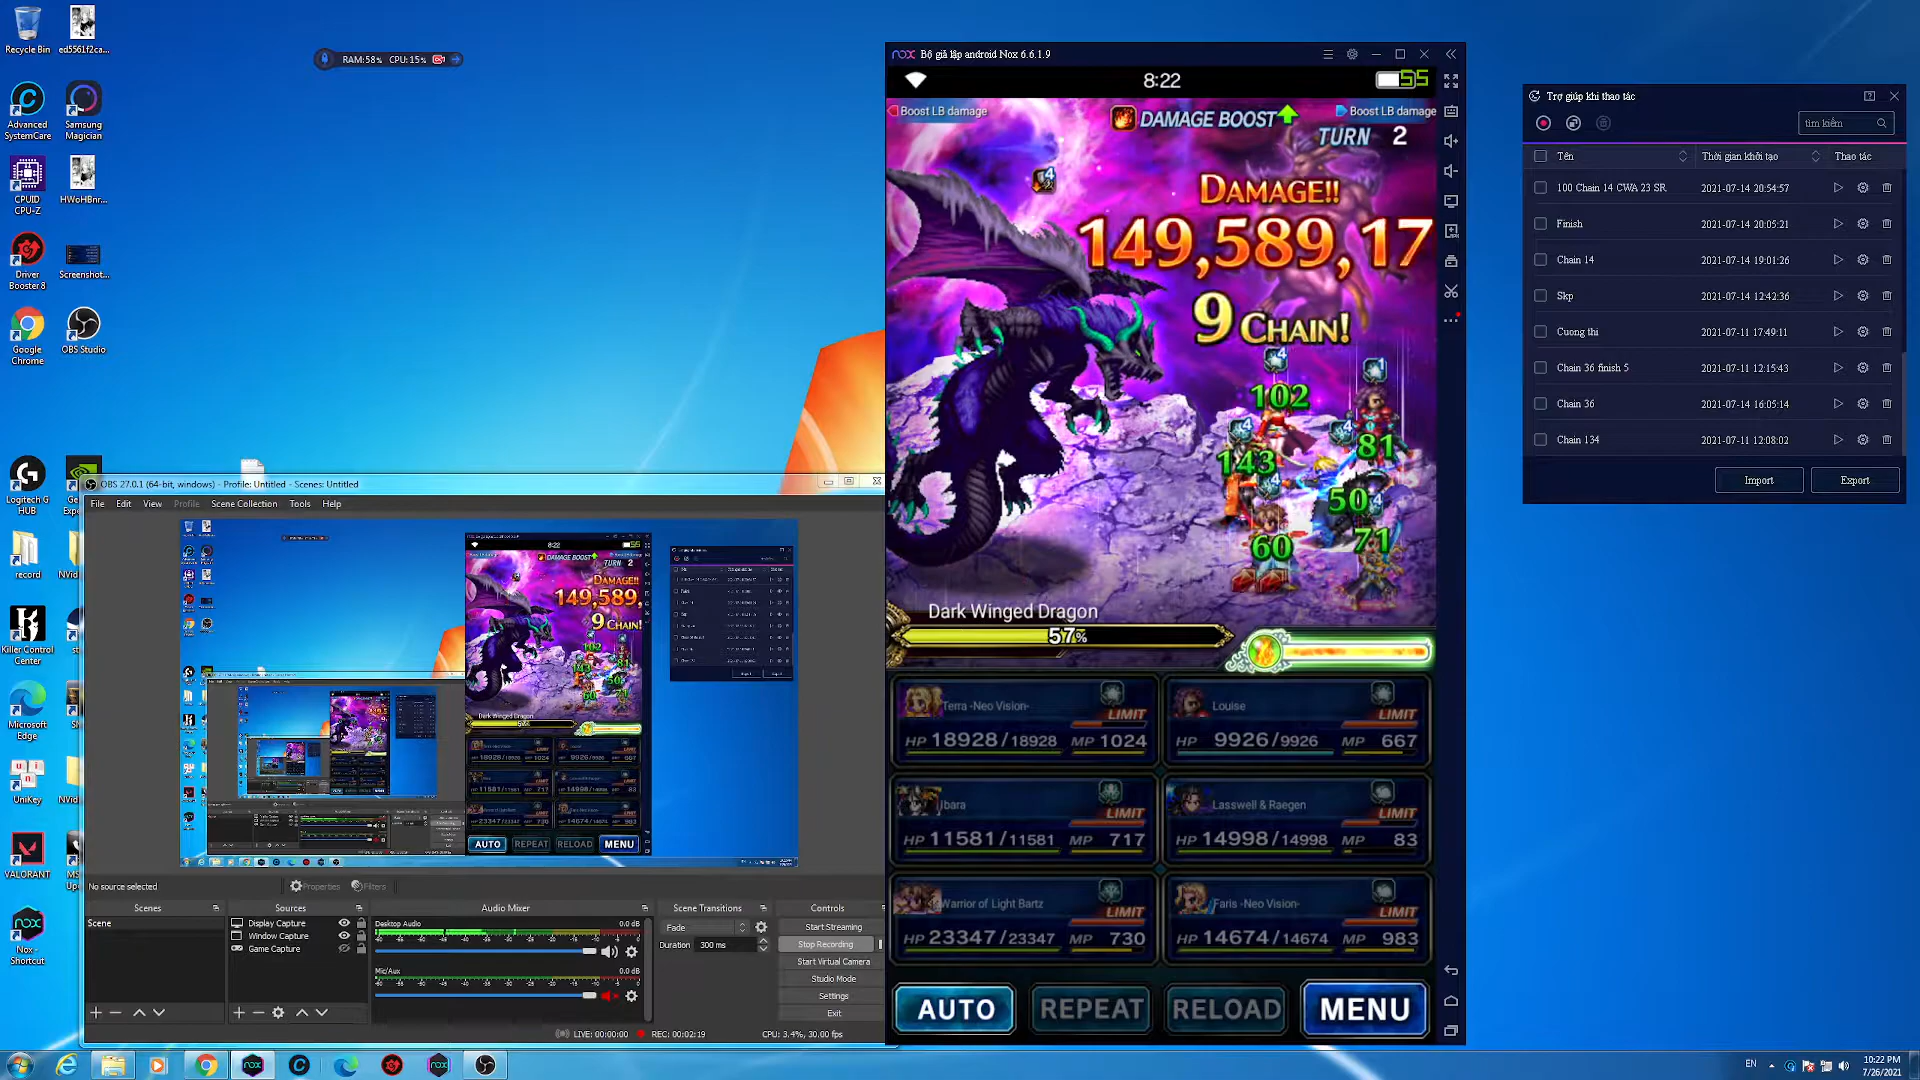 Recycle Bin
ed5561f2ca...
Advanced SystemCare
Samsung Magician
CPUID CPU-Z
HWoHBnr...
Driver Booster 8
Screenshot...
Google Chrome
OBS Studio
Logitech G HUB
record
Killer Control Center
Microsoft Edge
UniKey
VALORANT
Nox - Shortcut
RAM:58% CPU:15%
OBS 27.0.1 (64-bit, windows) - Profile: Untitled - Scenes: Untitled
File Edit View Profile Scene Collection Tools Help
No source selected
Properties Filters
Scenes
Scene
Sources
Display Capture
Window Capture
Game Capture
Audio Mixer
Desktop Audio 0.0 dB
Mic/Aux 0.0 dB
Scene Transitions
Fade
Duration 300 ms
Controls
Start Streaming
Stop Recording
Start Virtual Camera
Studio Mode
Settings
Exit
LIVE: 00:00:00 REC: 00:02:19 CPU: 3.4%, 30.00 fps
nox Bộ giả lập android Nox 6.6.1.9
8:22
55
Boost LB damage
DAMAGE BOOST
Boost LB damage
TURN 2
DAMAGE!!
149,589,17
9 CHAIN!
102
81
143
50
60
71
Dark Winged Dragon
57%
Terra -Neo Vision-
LIMIT
HP 18928/18928 MP 1024
Louise
LIMIT
HP 9926/9926 MP 667
Ibara
LIMIT
HP 11581/11581 MP 717
Lasswell & Raegen
LIMIT
HP 14998/14998 MP 83
Warrior of Light Bartz
LIMIT
HP 23347/23347 MP 730
Faris -Neo Vision-
LIMIT
HP 14674/14674 MP 983
AUTO REPEAT RELOAD MENU
Trợ giúp khi thao tác
tìm kiếm
Tên Thời gian khởi tạo Thao tác
100 Chain 14 CWA 23 SR 2021-07-14 20:54:57
Finish 2021-07-14 20:05:21
Chain 14 2021-07-14 19:01:26
Skp 2021-07-14 12:42:36
Cuong thi 2021-07-11 17:49:11
Chain 36 finish 5 2021-07-11 12:15:43
Chain 36 2021-07-14 16:05:14
Chain 134 2021-07-11 12:08:02
Import Export
EN
10:22 PM
7/26/2021